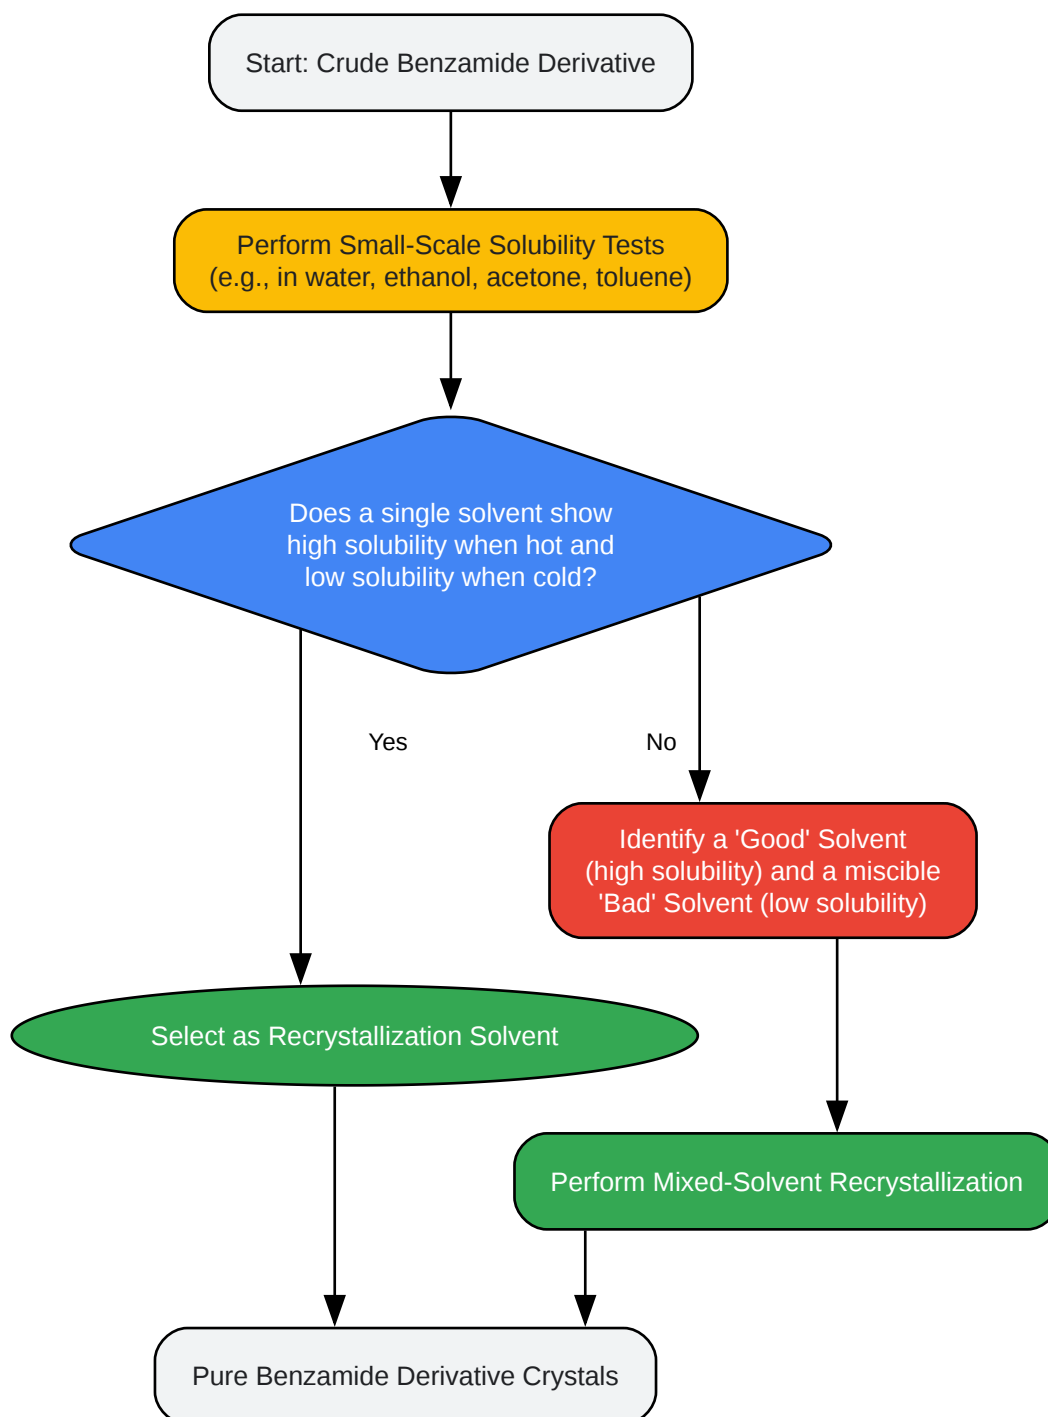 Start: Crude Benzamide Derivative
Perform Small-Scale Solubility Tests
(e.g., in water, ethanol, acetone, toluene)
Does a single solvent show
high solubility when hot and
low solubility when cold?
Yes
No
Identify a 'Good' Solvent
(high solubility) and a miscible
'Bad' Solvent (low solubility)
Select as Recrystallization Solvent
Perform Mixed-Solvent Recrystallization
Pure Benzamide Derivative Crystals